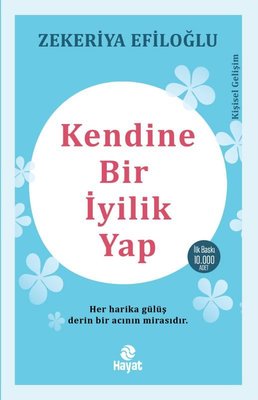 ZEKERİYA EFİLOĞLU
Kişisel Gelişim
Kendine
Bir
İyilik
Yap
İlk Baskı
10.000
ADET
Her harika gülüş
derin bir acının mirasıdır.
Hayat